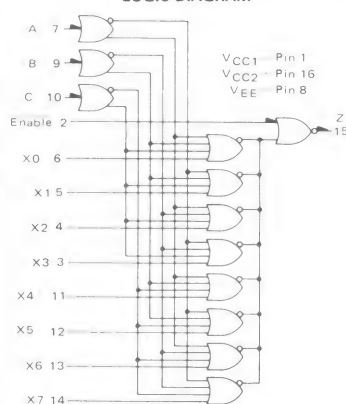 LOGIC DIAGRAM
A 7
B 9
C 10
Enable 2
X0 6
X1 5
X2 4
X3 3
X4 11
X5 12
X6 13
X7 14
VCC1 Pin 1
VCC2 Pin 16
VEE Pin 8
Z
15